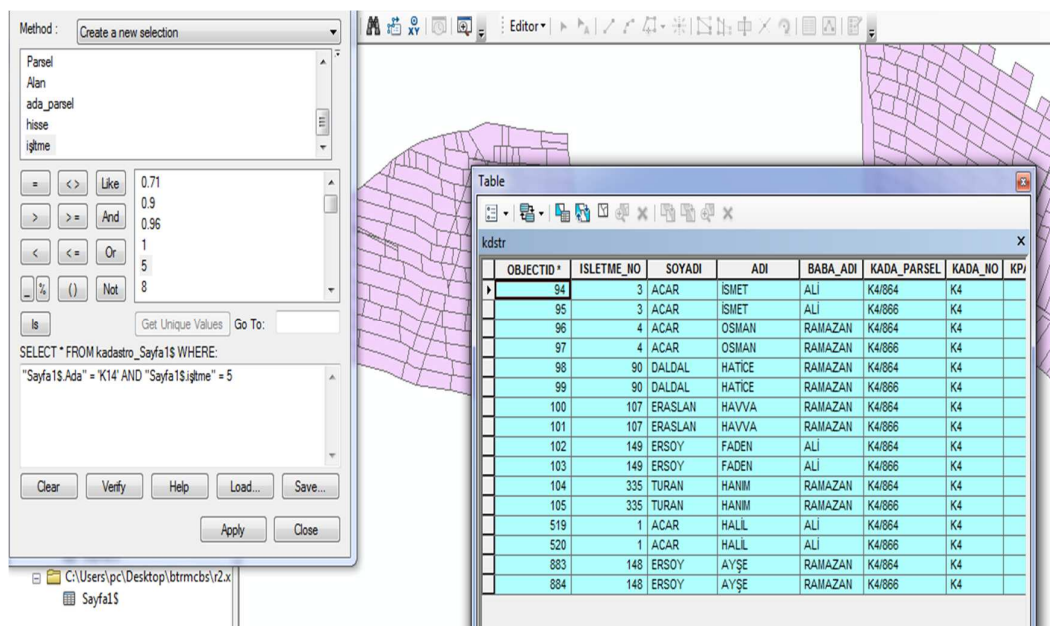 Method : Create a new selection
Parsel
Alan
ada_parsel
hisse
işltme
= <> Like
> >= And
< <= Or
_ % () Not
0.71
0.9
0.96
1
5
8
Is Get Unique Values Go To:
SELECT * FROM kadastro_Sayfa1$ WHERE:
"Sayfa1$.Ada" = 'K14' AND "Sayfa1$.işltme" = 5
Clear Verify Help Load... Save...
Apply Close
C:\Users\pc\Desktop\btrmcbs\r2.x
Sayfa1$
Editor
Table
kdstr
OBJECTID * ISLETME_NO SOYADI ADI BABA_ADI KADA_PARSEL KADA_NO KPA
94 3 ACAR İSMET ALİ K4/864 K4
95 3 ACAR İSMET ALİ K4/866 K4
96 4 ACAR OSMAN RAMAZAN K4/864 K4
97 4 ACAR OSMAN RAMAZAN K4/866 K4
98 90 DALDAL HATİCE RAMAZAN K4/864 K4
99 90 DALDAL HATİCE RAMAZAN K4/866 K4
100 107 ERASLAN HAVVA RAMAZAN K4/864 K4
101 107 ERASLAN HAVVA RAMAZAN K4/866 K4
102 149 ERSOY FADEN ALİ K4/864 K4
103 149 ERSOY FADEN ALİ K4/866 K4
104 335 TURAN HANIM RAMAZAN K4/864 K4
105 335 TURAN HANIM RAMAZAN K4/866 K4
519 1 ACAR HALİL ALİ K4/864 K4
520 1 ACAR HALİL ALİ K4/866 K4
883 148 ERSOY AYŞE RAMAZAN K4/866 K4
884 148 ERSOY AYŞE RAMAZAN K4/864 K4